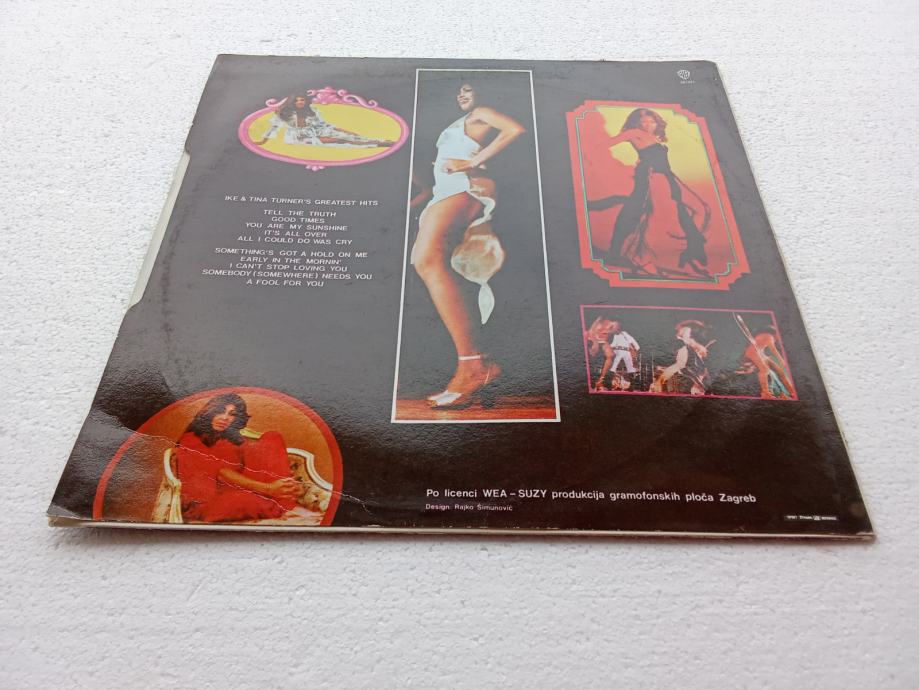 IKE & TINA TURNER'S GREATEST HITS
TELL THE TRUTH
GOOD TIMES
YOU ARE MY SUNSHINE
IT'S ALL OVER
ALL I COULD DO WAS CRY
SOMETHING'S GOT A HOLD ON ME
EARLY IN THE MORNIN'
I CAN'T STOP LOVING YOU
SOMEBODY (SOMEWHERE) NEEDS YOU
A FOOL FOR YOU
Po licenci WEA – SUZY produkcija gramofonskih ploča Zagreb
Design: Rajko Šimunović